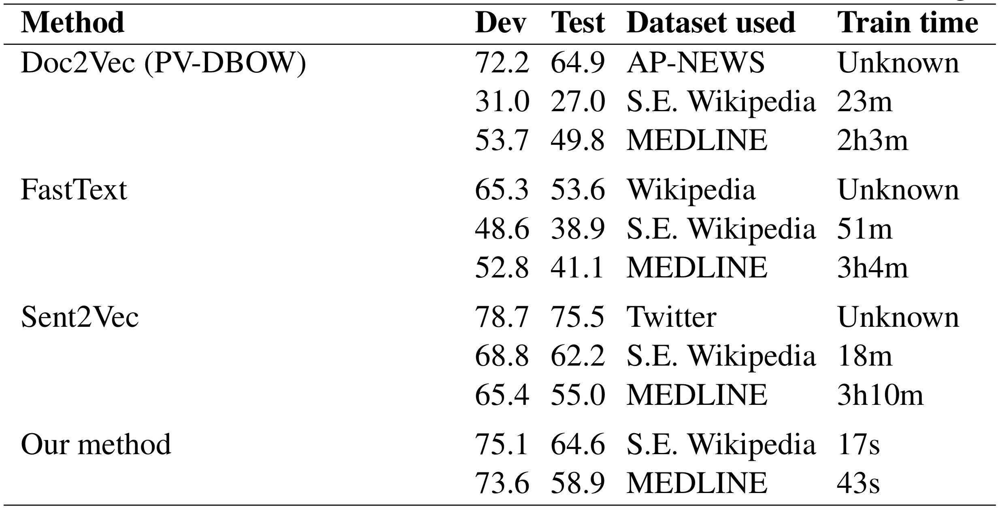 Method Dev Test Dataset used Train time
Doc2Vec (PV-DBOW) 72.2 64.9 AP-NEWS Unknown
31.0 27.0 S.E. Wikipedia 23m
53.7 49.8 MEDLINE 2h3m
FastText 65.3 53.6 Wikipedia Unknown
48.6 38.9 S.E. Wikipedia 51m
52.8 41.1 MEDLINE 3h4m
Sent2Vec 78.7 75.5 Twitter Unknown
68.8 62.2 S.E. Wikipedia 18m
65.4 55.0 MEDLINE 3h10m
Our method 75.1 64.6 S.E. Wikipedia 17s
73.6 58.9 MEDLINE 43s